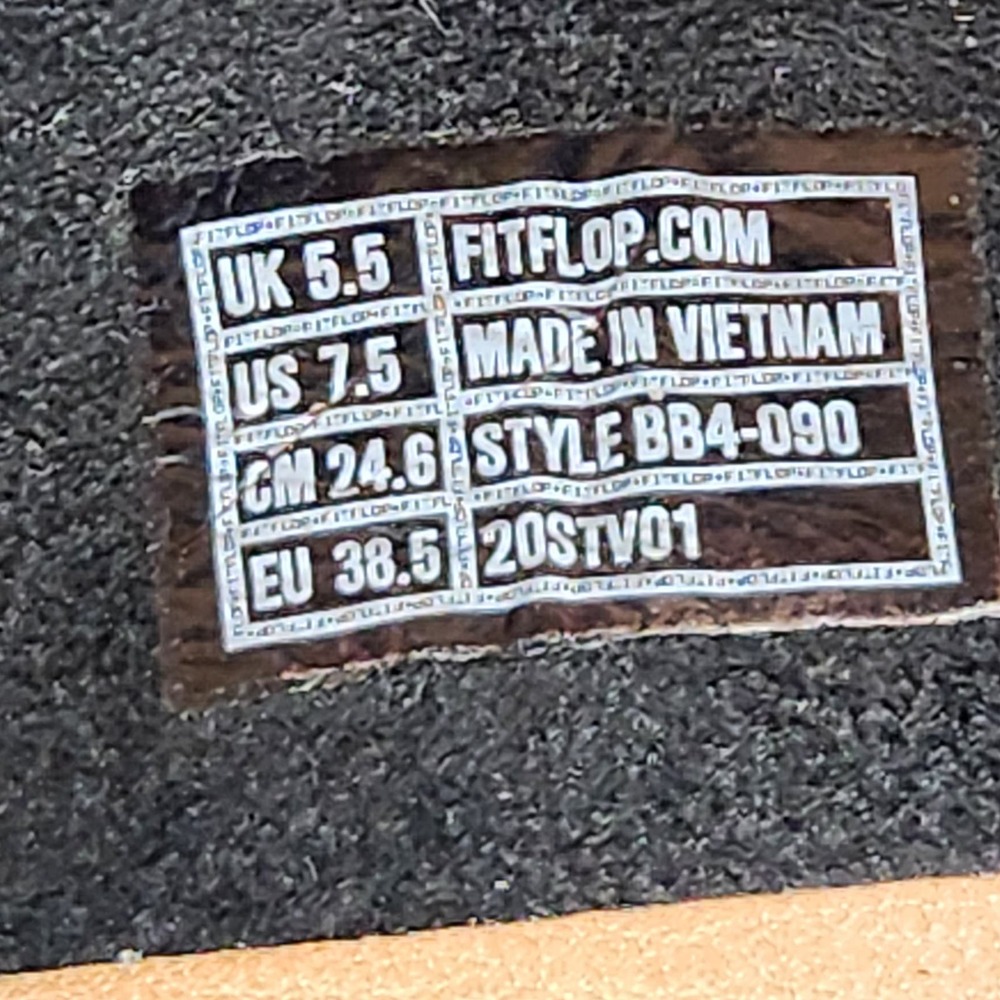 UK 5.5 FITFLOP.COM
US 7.5 MADE IN VIETNAM
CM 24.6 STYLE BB4-090
EU 38.5 20STV01